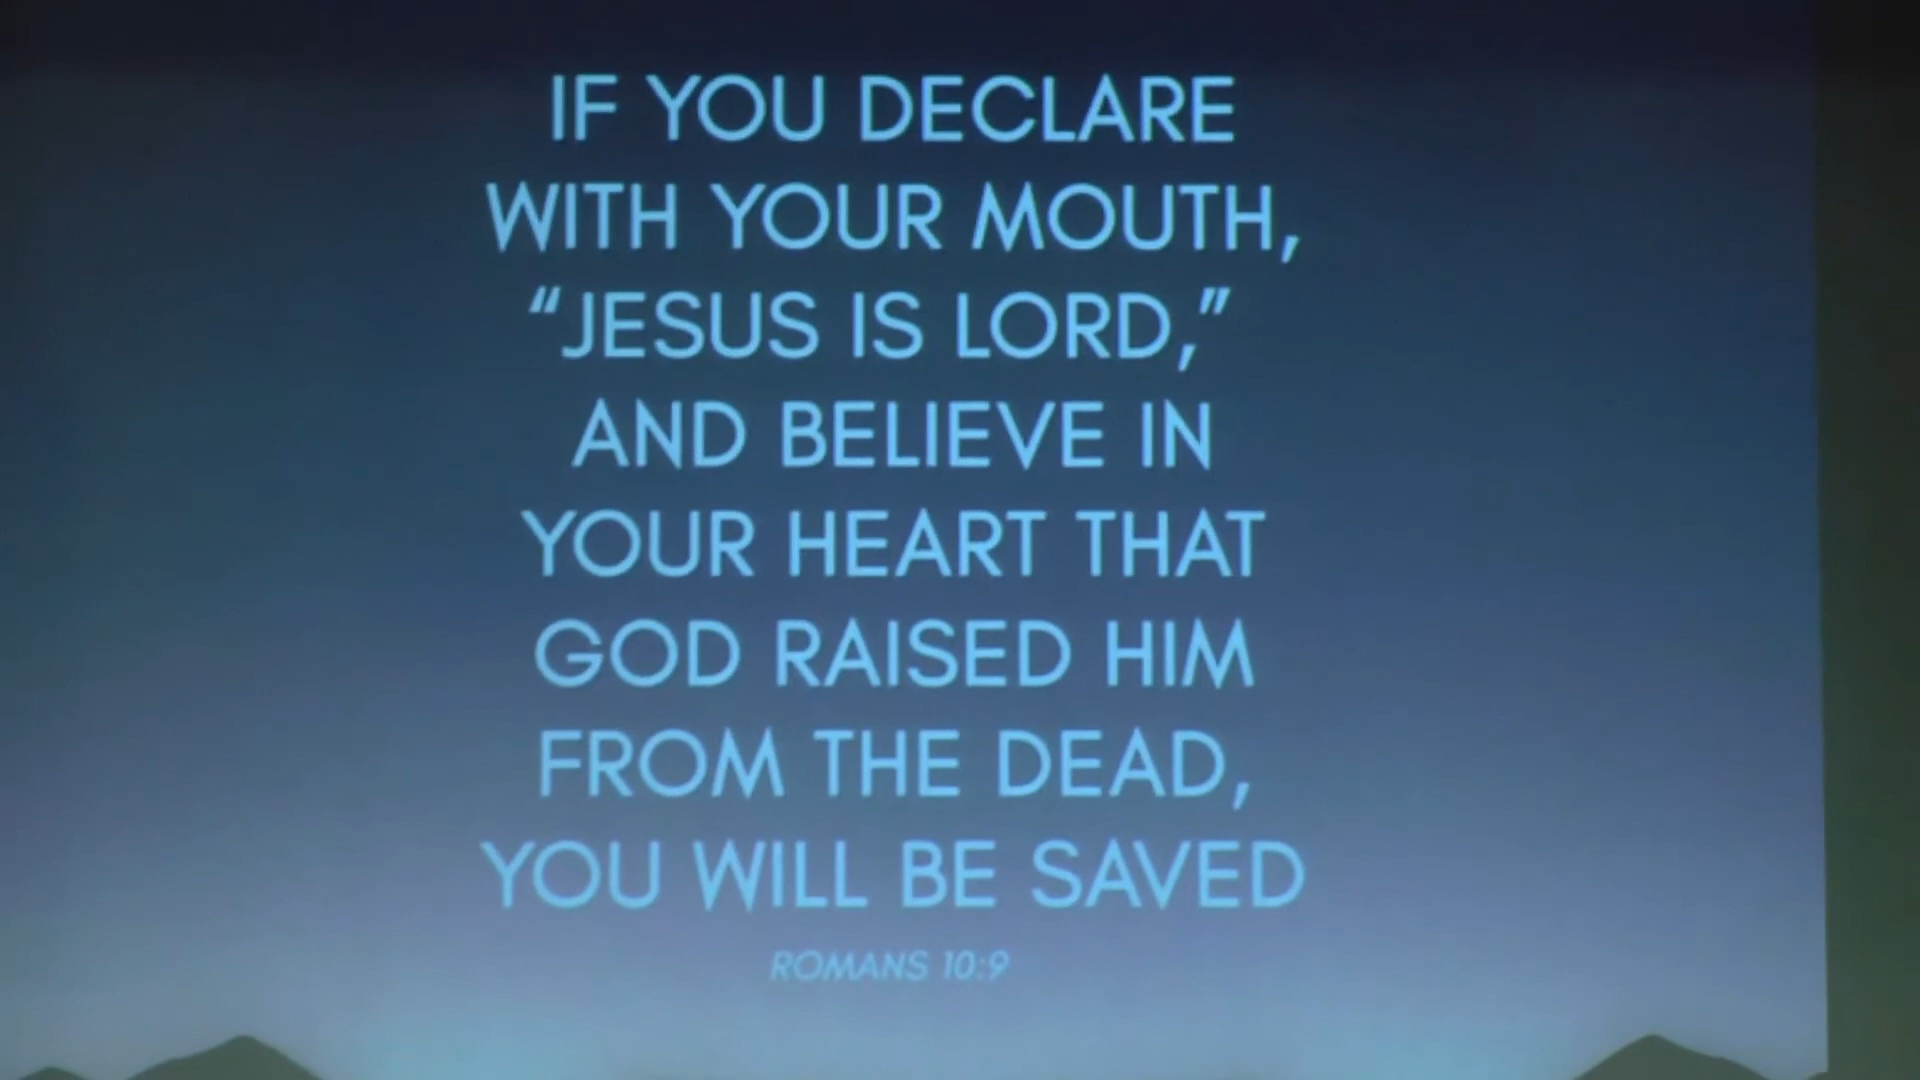 IF YOU DECLARE
WITH YOUR MOUTH,
“JESUS IS LORD,”
AND BELIEVE IN
YOUR HEART THAT
GOD RAISED HIM
FROM THE DEAD,
YOU WILL BE SAVED
ROMANS 10:9